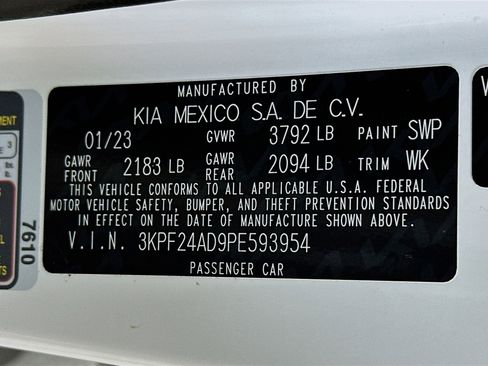 MANUFACTURED BY
KIA MEXICO S.A. DE C.V.
01/23 GVWR 3792 LB PAINT SWP
GAWR FRONT 2183 LB GAWR REAR 2094 LB TRIM WK
THIS VEHICLE CONFORMS TO ALL APPLICABLE U.S.A. FEDERAL
MOTOR VEHICLE SAFETY, BUMPER, AND THEFT PREVENTION STANDARDS
IN EFFECT ON THE DATE OF MANUFACTURE SHOWN ABOVE.
V.I.N. 3KPF24AD9PE593954
PASSENGER CAR
7610